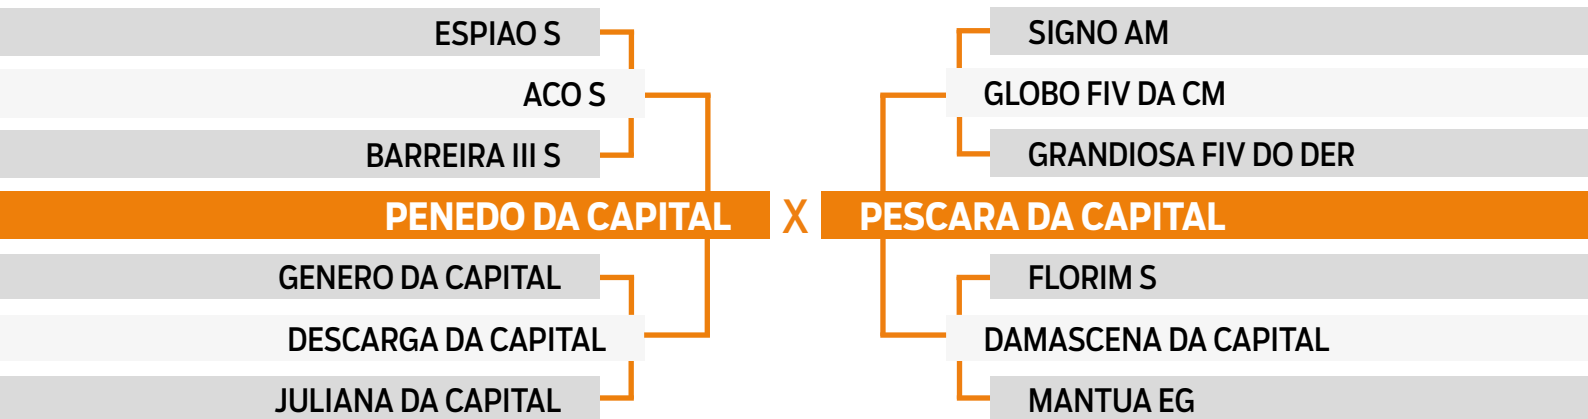 ESPIAO S
SIGNO AM
ACO S
GLOBO FIV DA CM
BARREIRA III S
GRANDIOSA FIV DO DER
PENEDO DA CAPITAL X PESCARA DA CAPITAL
GENERO DA CAPITAL
FLORIM S
DESCARGA DA CAPITAL
DAMASCENA DA CAPITAL
JULIANA DA CAPITAL
MANTUA EG